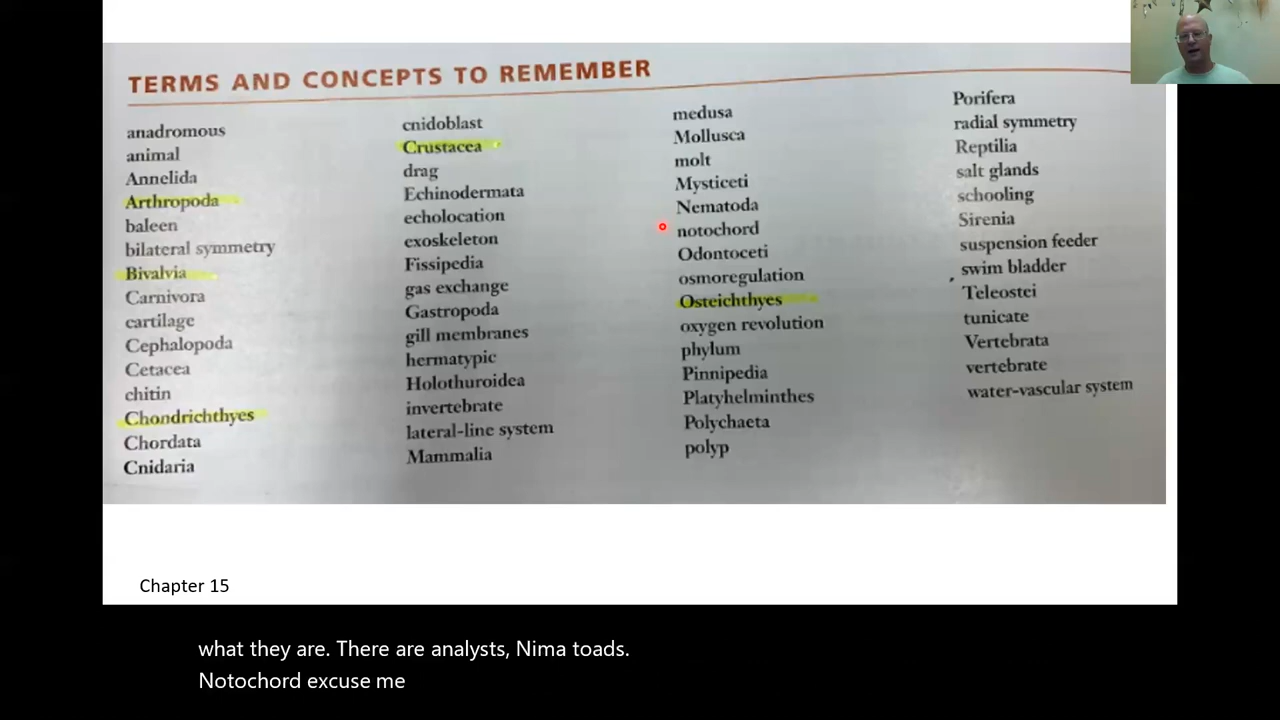 TERMS AND CONCEPTS TO REMEMBER
anadromous
animal
Annelida
Arthropoda
baleen
bilateral symmetry
Bivalvia
Carnivora
cartilage
Cephalopoda
Cetacea
chitin
Chondrichthyes
Chordata
Cnidaria
cnidoblast
Crustacea
drag
Echinodermata
echolocation
exoskeleton
Fissipedia
gas exchange
Gastropoda
gill membranes
hermatypic
Holothuroidea
invertebrate
lateral-line system
Mammalia
medusa
Mollusca
molt
Mysticeti
Nematoda
notochord
Odontoceti
osmoregulation
Osteichthyes
oxygen revolution
phylum
Pinnipedia
Platyhelminthes
Polychaeta
polyp
Porifera
radial symmetry
Reptilia
salt glands
schooling
Sirenia
suspension feeder
swim bladder
Teleostei
tunicate
Vertebrata
vertebrate
water-vascular system
Chapter 15
what they are. There are analysts, Nima toads.
Notochord excuse me